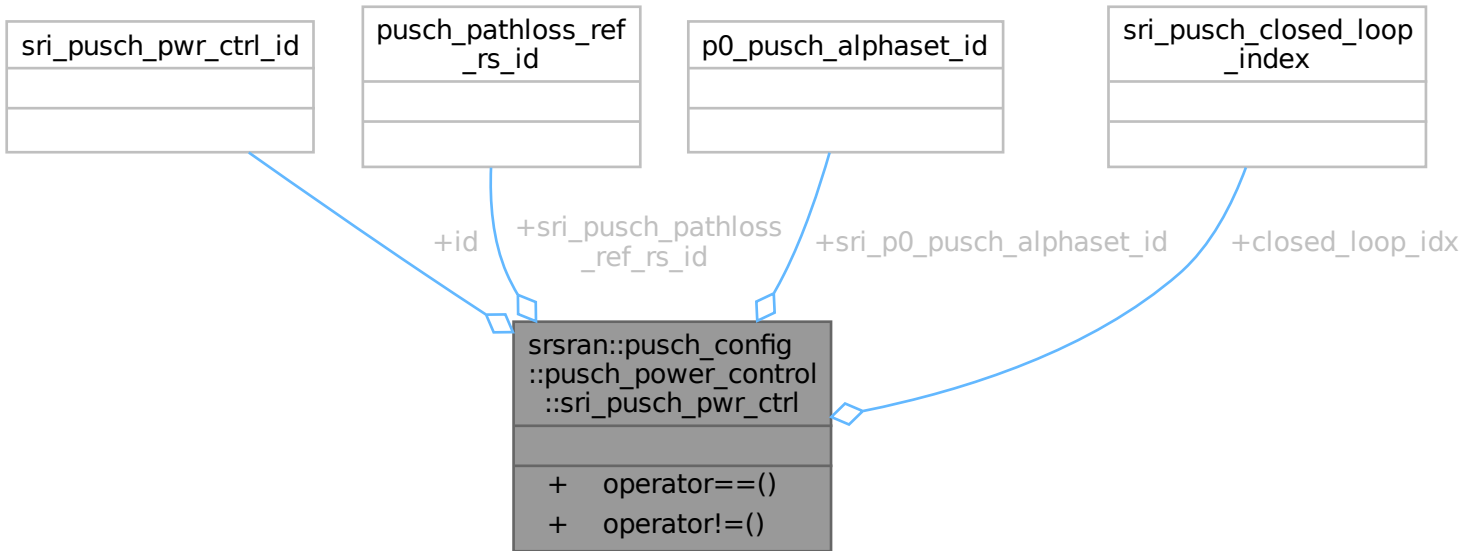 sri_pusch_pwr_ctrl_id
pusch_pathloss_ref
_rs_id
p0_pusch_alphaset_id
sri_pusch_closed_loop
_index
+id
+sri_pusch_pathloss
_ref_rs_id
+sri_p0_pusch_alphaset_id
+closed_loop_idx
srsran::pusch_config
::pusch_power_control
::sri_pusch_pwr_ctrl
+ operator==()
+ operator!=()